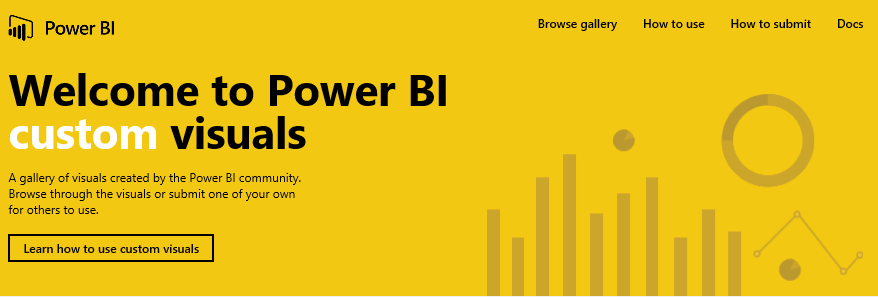 Power BI
Browse gallery
How to use
How to submit
Docs
Welcome to Power BI
custom visuals
A gallery of visuals created by the Power BI community.
Browse through the visuals or submit one of your own
for others to use.
Learn how to use custom visuals